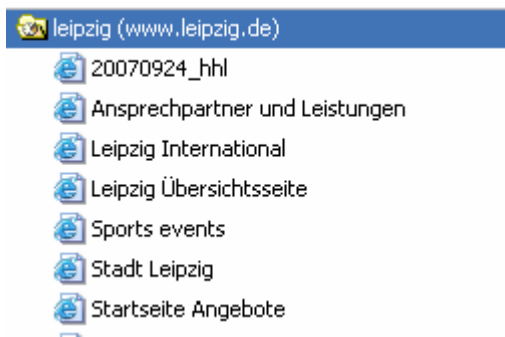 leipzig (www.leipzig.de)
20070924_hhl
Ansprechpartner und Leistungen
Leipzig International
Leipzig Übersichtsseite
Sports events
Stadt Leipzig
Startseite Angebote